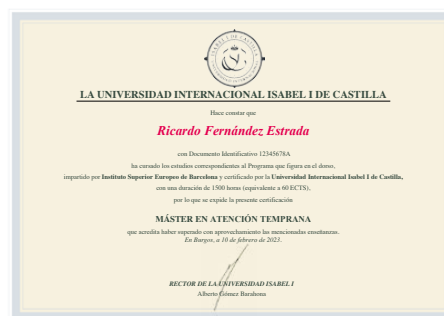 ISABEL I DE CASTILLA
LA UNIVERSIDAD INTERNACIONAL ISABEL I DE CASTILLA
Hace constar que
Ricardo Fernández Estrada
con Documento Identificativo 12345678A
ha cursado los estudios correspondientes al Programa que figura en el dorso,
impartido por Instituto Superior Europeo de Barcelona y certificado por la Universidad Internacional Isabel I de Castilla,
con una duración de 1500 horas (equivalente a 60 ECTS),
por lo que se expide la presente certificación
MÁSTER EN ATENCIÓN TEMPRANA
que acredita haber superado con aprovechamiento las mencionadas enseñanzas.
En Burgos, a 10 de febrero de 2023.
RECTOR DE LA UNIVERSIDAD ISABEL I
Alberto Gómez Barahona